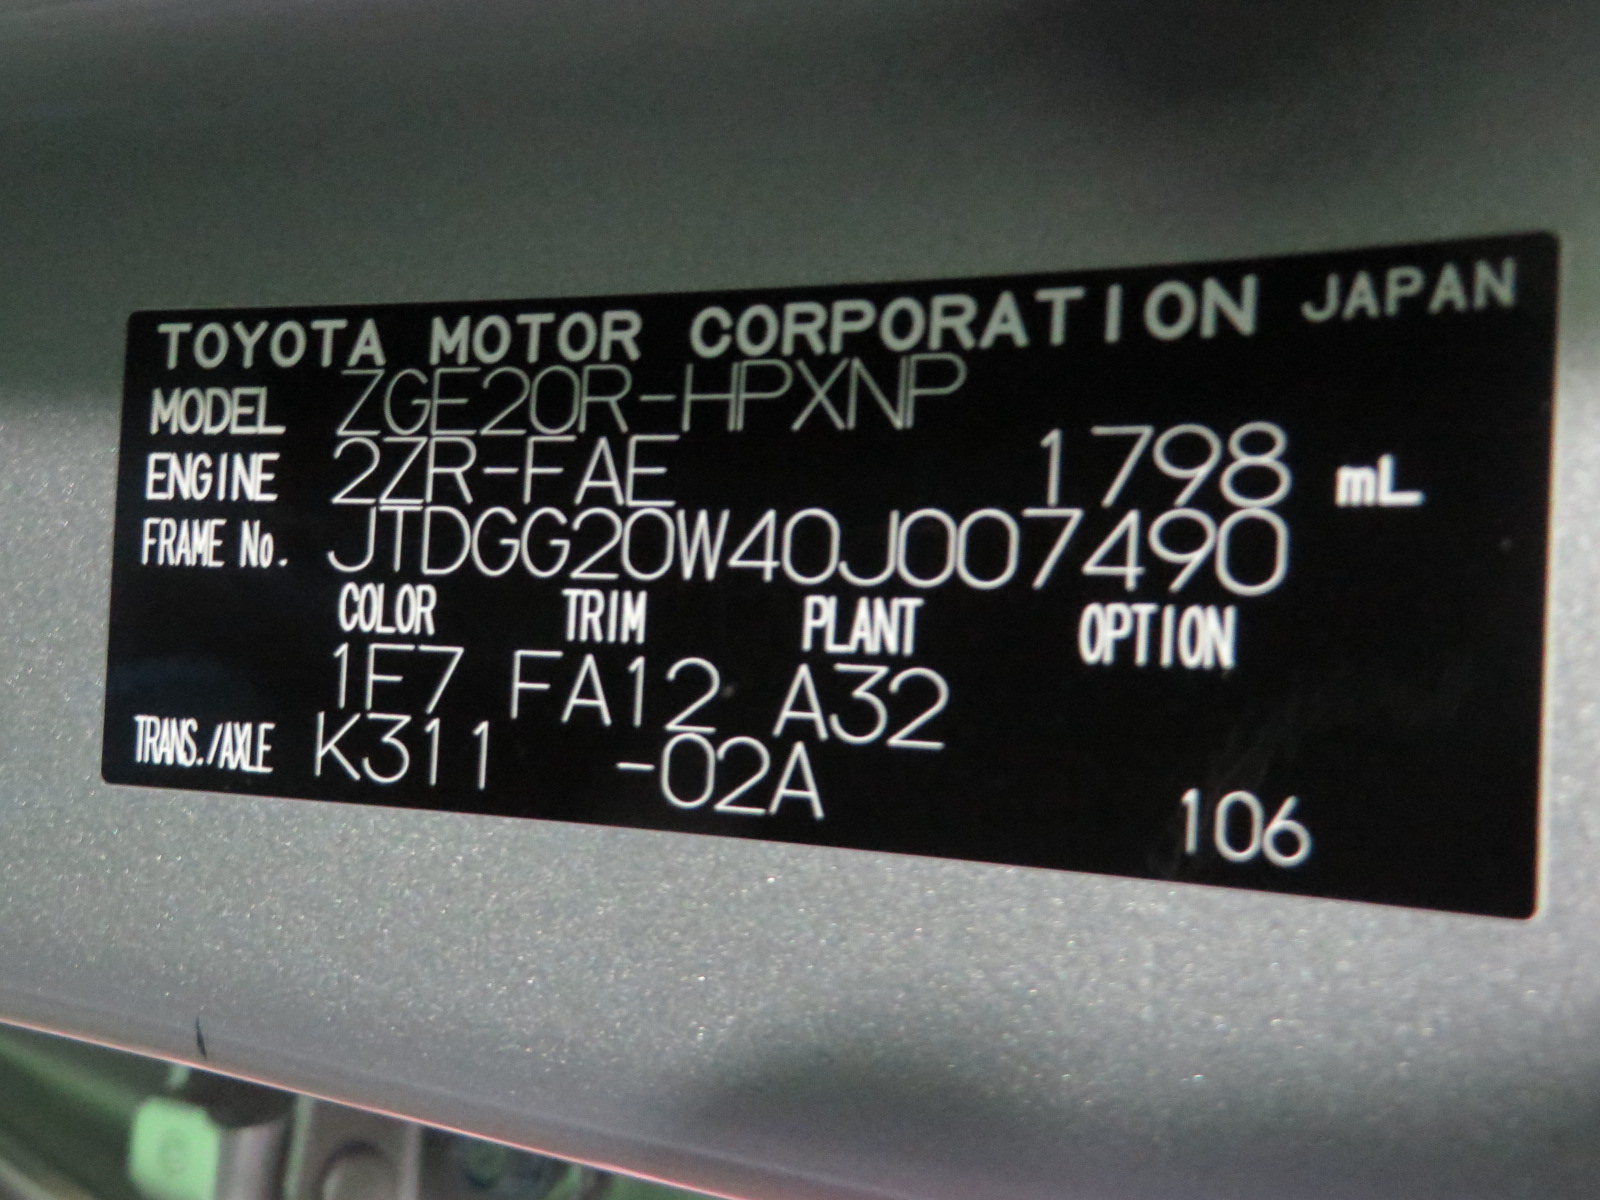 TOYOTA MOTOR CORPORATION JAPAN
MODEL ZGE20R-HPXNP
ENGINE 2ZR-FAE 1798 mL
FRAME No. JTDGG20W40J007490
COLOR TRIM PLANT OPTION
1F7 FA12 A32
TRANS./AXLE K311 -02A
106